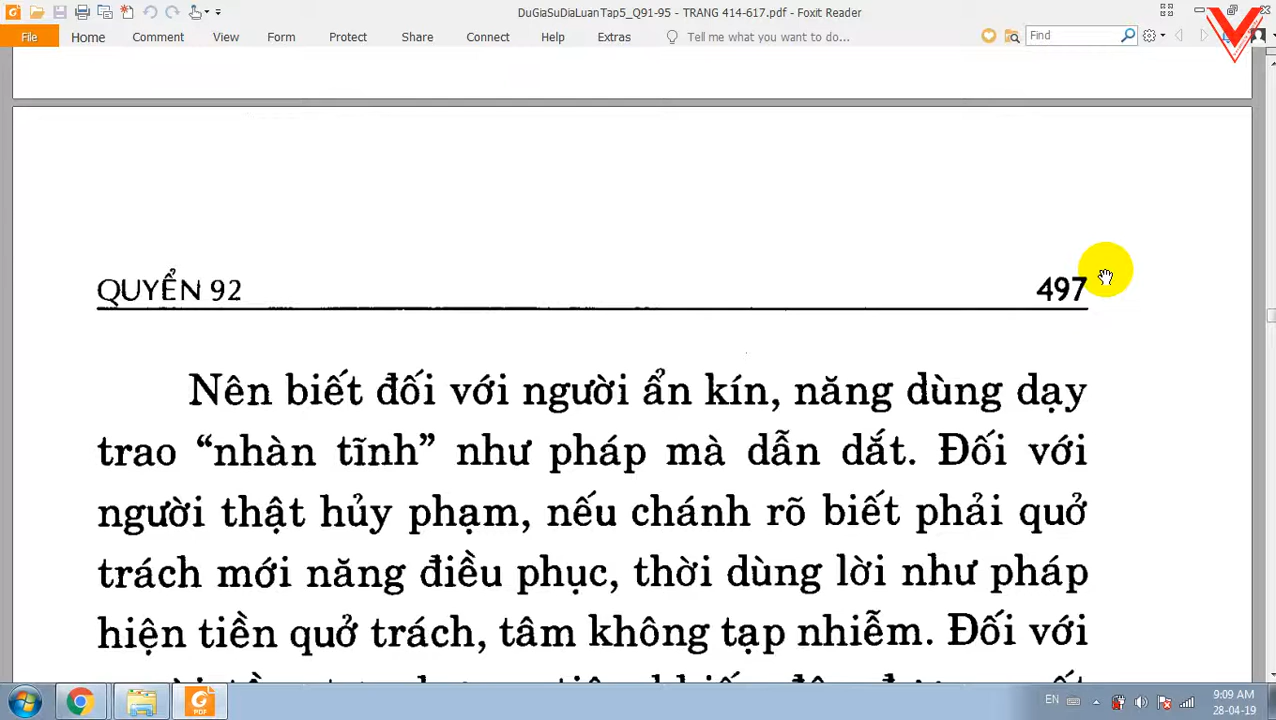 DuGiaSuDiaLuanTap5_Q91-95 - TRANG 414-617.pdf - Foxit Reader
File Home Comment View Form Protect Share Connect Help Extras Tell me what you want to do... Find
QUYỂN 92 497
Nên biết đối với người ẩn kín, năng dùng dạy
trao “nhàn tĩnh” như pháp mà dẫn dắt. Đối với
người thật hủy phạm, nếu chánh rõ biết phải quở
trách mới năng điều phục, thời dùng lời như pháp
hiện tiền quở trách, tâm không tạp nhiễm. Đối với
EN 9:09 AM
28-04-19